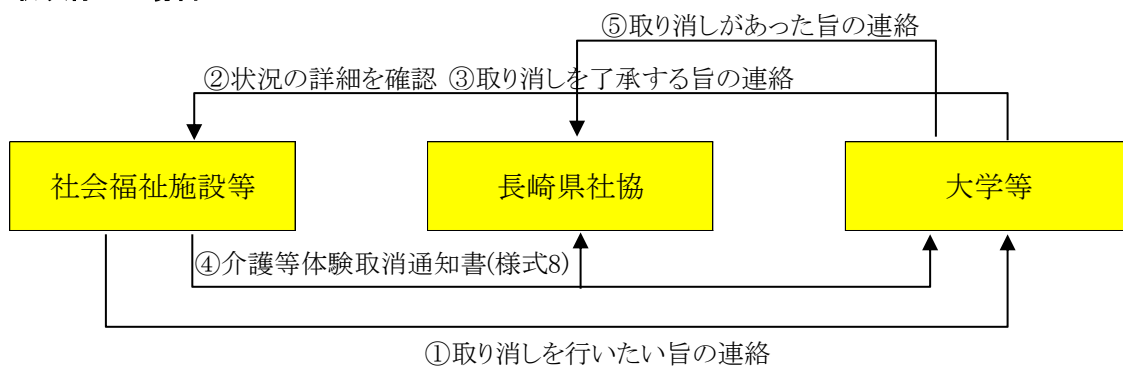 ⑤取り消しがあった旨の連絡
②状況の詳細を確認 ③取り消しを了承する旨の連絡
社会福祉施設等
長崎県社協
大学等
④介護等体験取消通知書(様式8)
①取り消しを行いたい旨の連絡